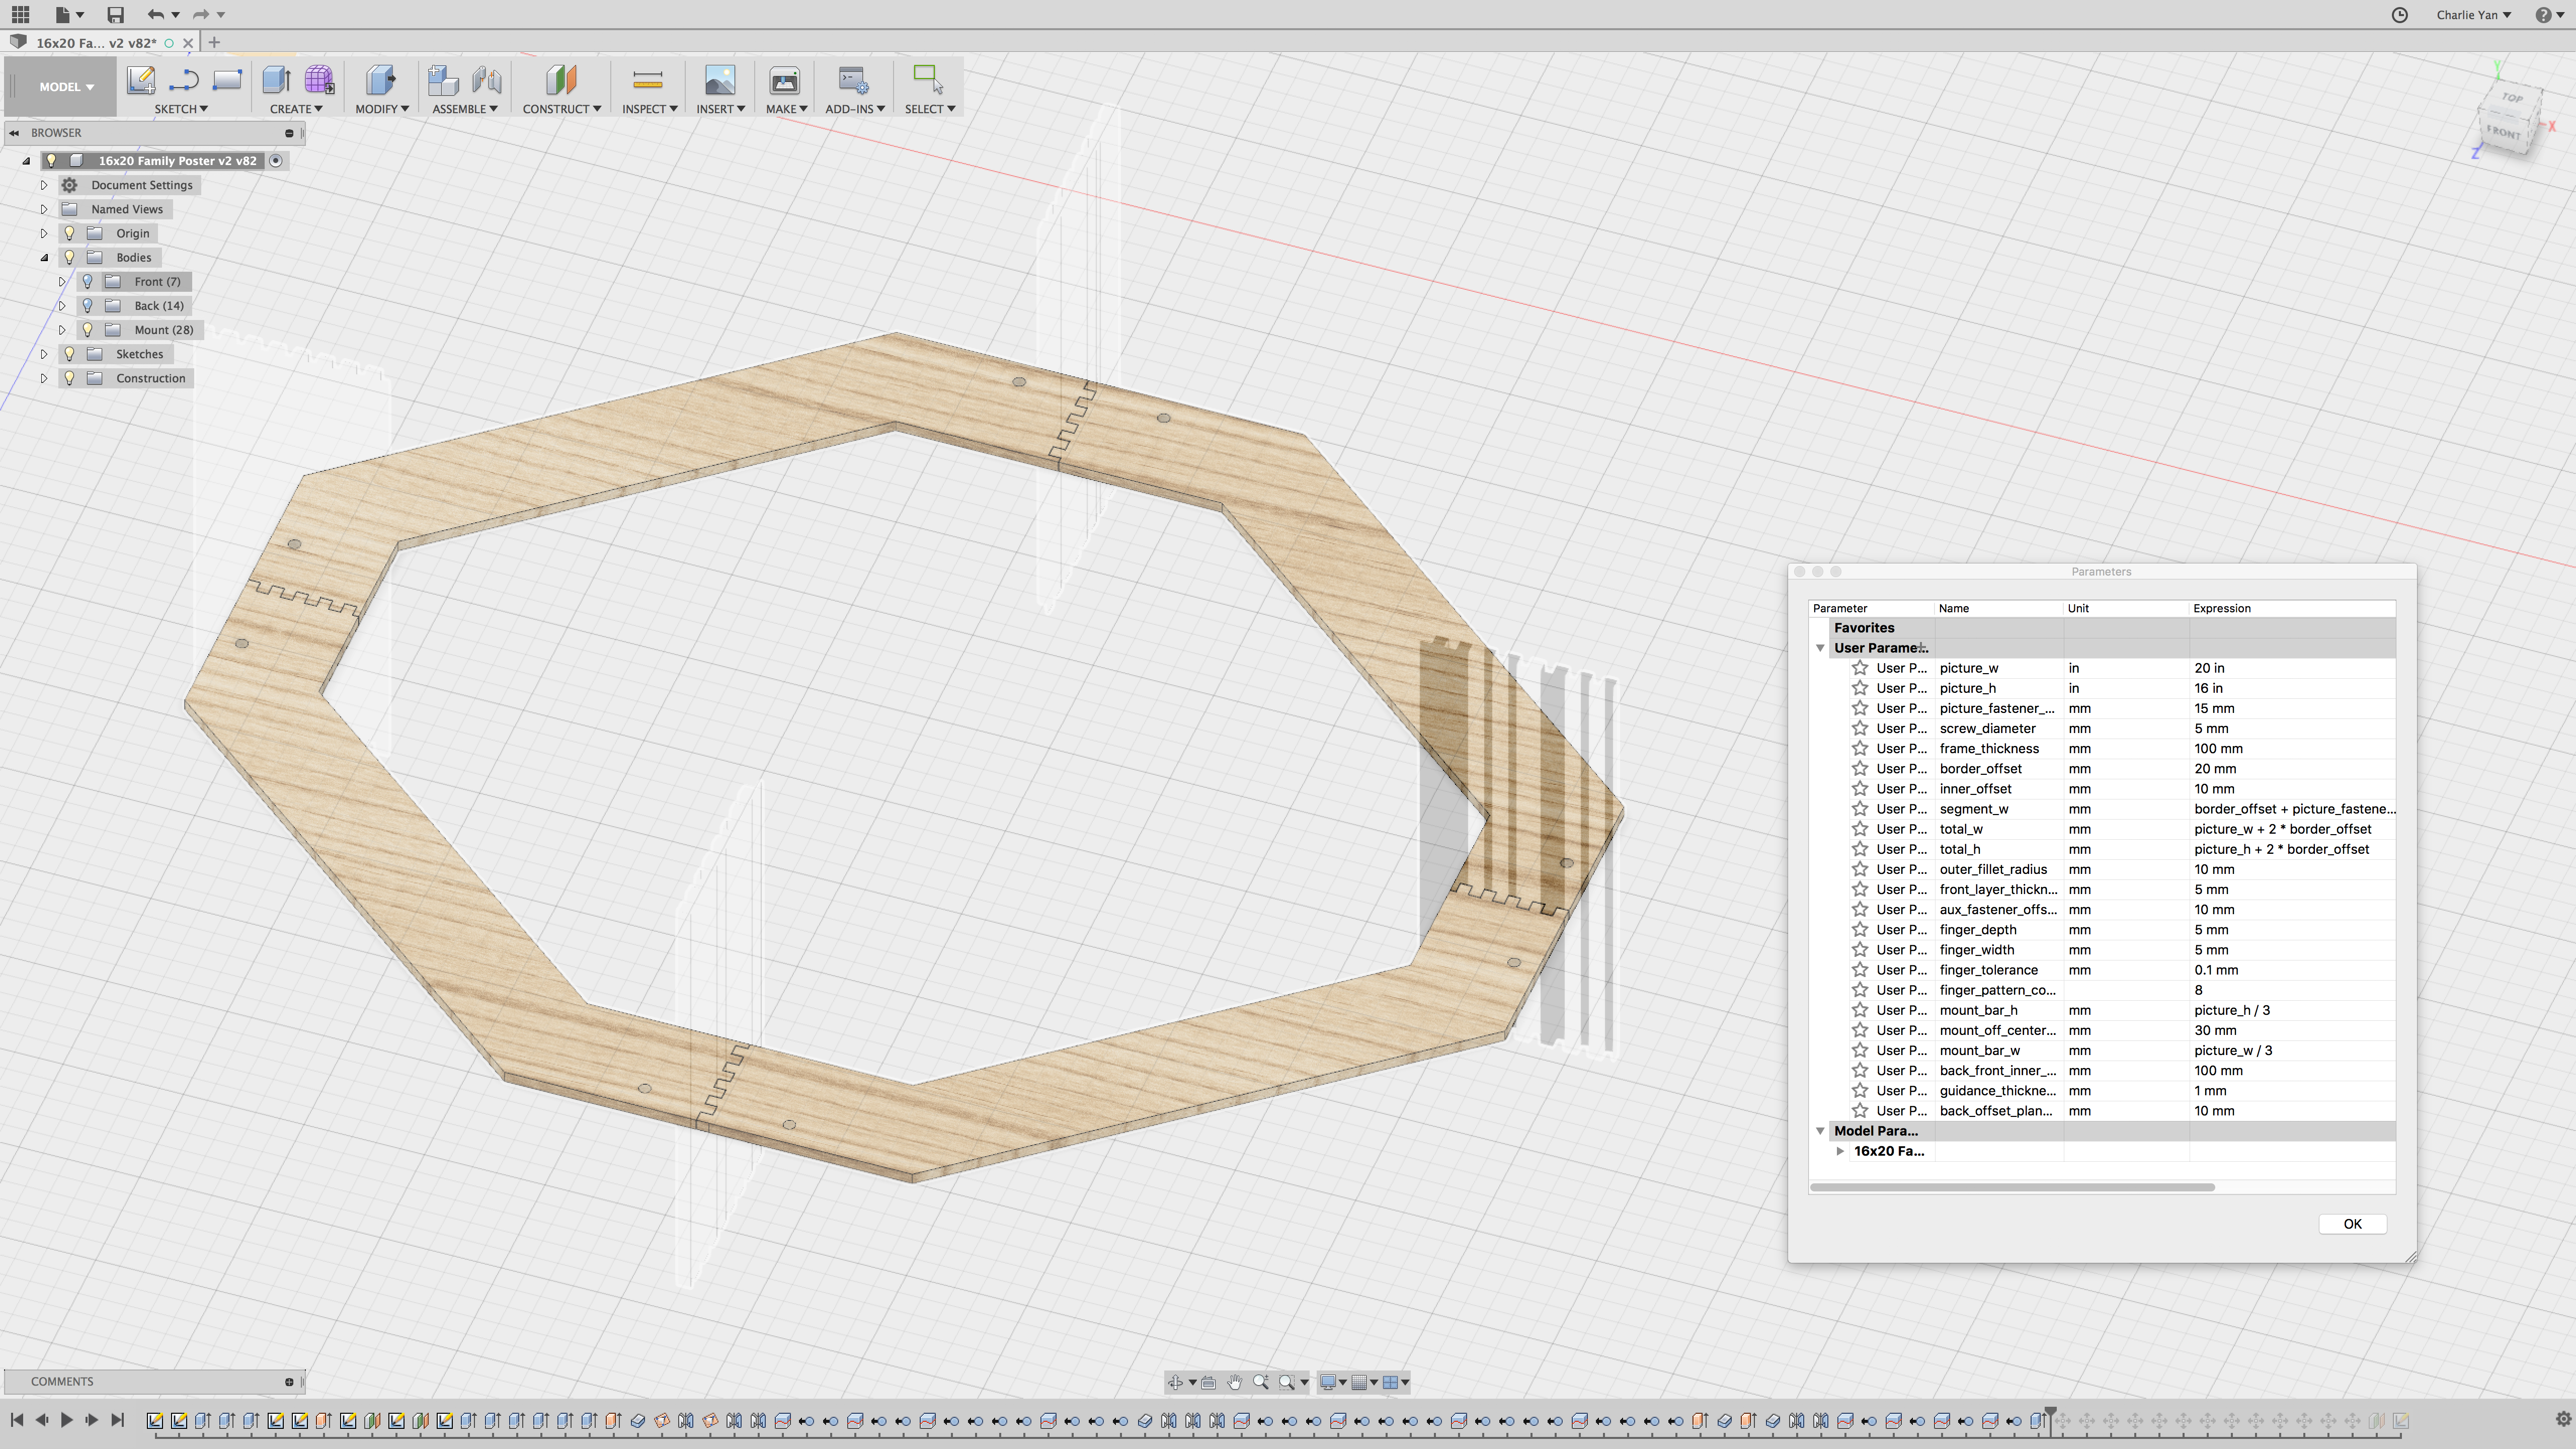 Charlie Yan
16x20 Fa... v2 v82*
MODEL
SKETCH
CREATE
MODIFY
ASSEMBLE
CONSTRUCT
INSPECT
INSERT
MAKE
ADD-INS
SELECT
TOP
FRONT
Y
X
Z
BROWSER
16x20 Family Poster v2 v82
Document Settings
Named Views
Origin
Bodies
Front (7)
Back (14)
Mount (28)
Sketches
Construction
Parameters
Parameter Name Unit Expression
Favorites
User Parame...
User P... picture_w in 20 in
User P... picture_h in 16 in
User P... picture_fastener_... mm 15 mm
User P... screw_diameter mm 5 mm
User P... frame_thickness mm 100 mm
User P... border_offset mm 20 mm
User P... inner_offset mm 10 mm
User P... segment_w mm border_offset + picture_fastene...
User P... total_w mm picture_w + 2 * border_offset
User P... total_h mm picture_h + 2 * border_offset
User P... outer_fillet_radius mm 10 mm
User P... front_layer_thickn... mm 5 mm
User P... aux_fastener_offs... mm 10 mm
User P... finger_depth mm 5 mm
User P... finger_width mm 5 mm
User P... finger_tolerance mm 0.1 mm
User P... finger_pattern_co... 8
User P... mount_bar_h mm picture_h / 3
User P... mount_off_center... mm 30 mm
User P... mount_bar_w mm picture_w / 3
User P... back_front_inner_... mm 100 mm
User P... guidance_thickne... mm 1 mm
User P... back_offset_plan... mm 10 mm
Model Para...
16x20 Fa...
OK
COMMENTS